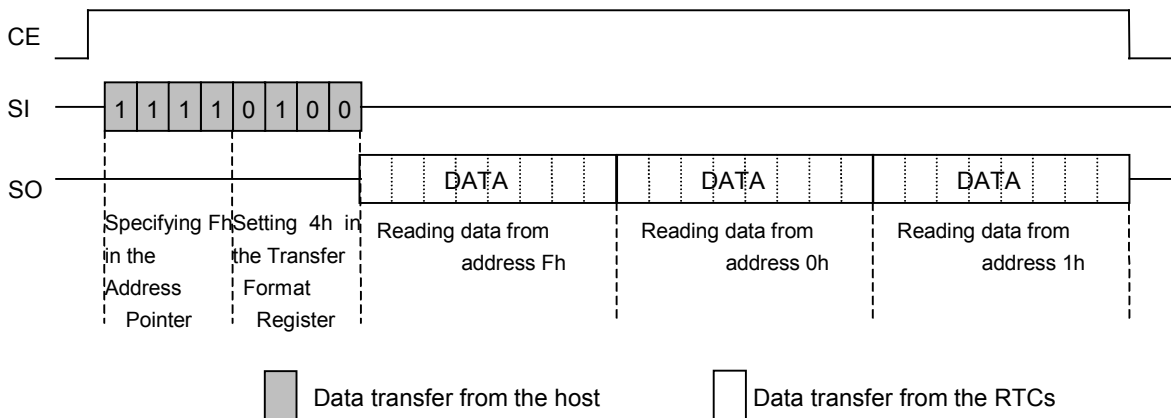 CE
SI
1 1 1 1 0 1 0 0
SO
DATA DATA DATA
Specifying Fh
in the
Address
Pointer
Setting 4h in
the Transfer
Format
Register
Reading data from
address Fh
Reading data from
address 0h
Reading data from
address 1h
Data transfer from the host
Data transfer from the RTCs